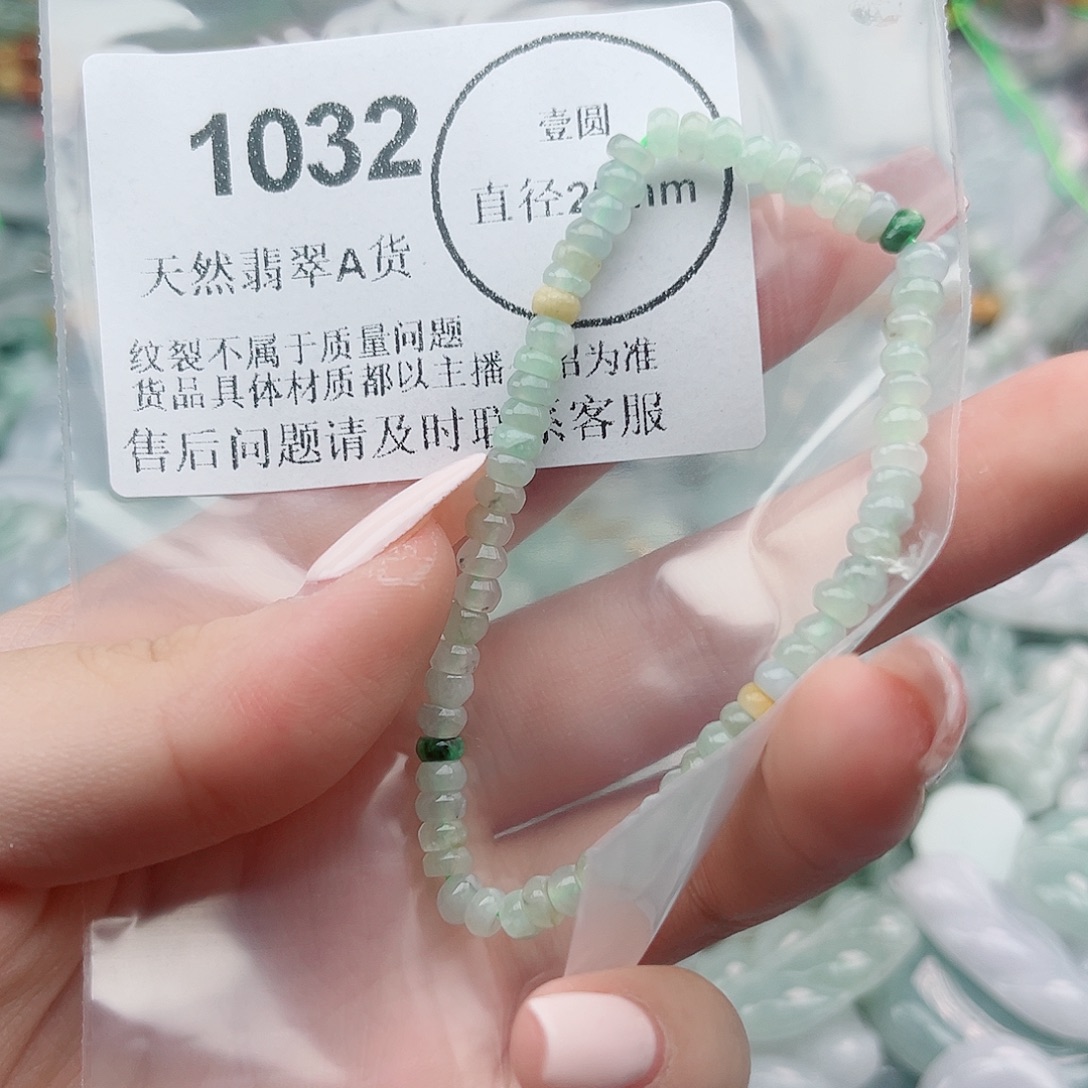 1032
壹圆
直径2 mm
天然翡翠A货
纹裂不属于质量问题
货品具体材质都以主播 为准
售后问题请及时联系客服